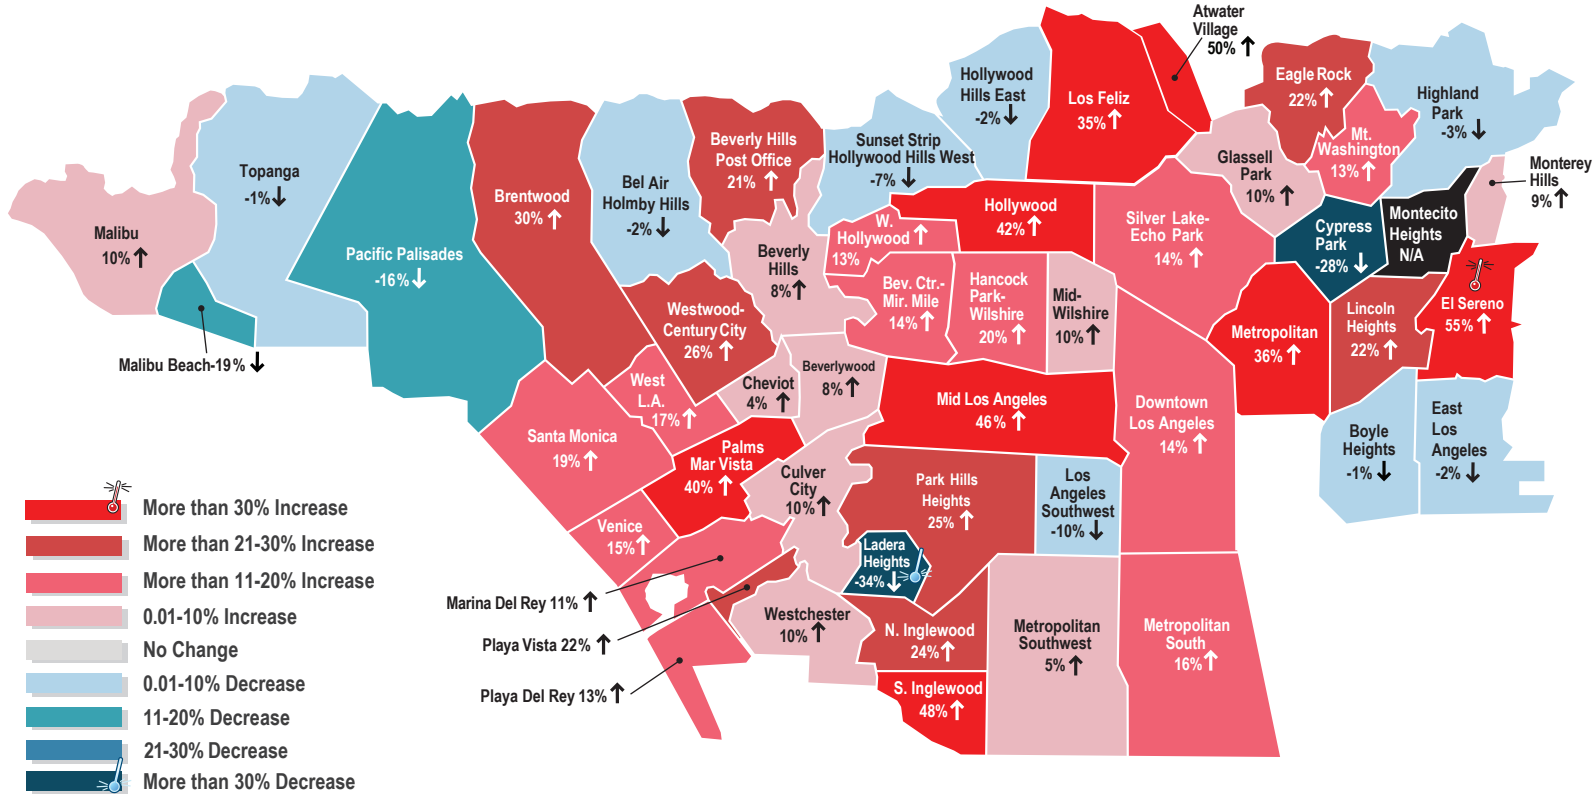 Atwater
Village
50%
Hollywood
Hills East
-2%
Los Feliz
35%
Eagle Rock
22%
Highland
Park
-3%
Mt.
Washington
13%
Beverly Hills
Post Office
21%
Sunset Strip
Hollywood Hills West
-7%
Glassell
Park
10%
Monterey
Hills
9%
Topanga
-1%
Bel Air
Holmby Hills
-2%
Brentwood
30%
Hollywood
42%
Silver Lake-
Echo Park
14%
Cypress
Park
-28%
Montecito
Heights
N/A
Malibu
10%
Pacific Palisades
-16%
W.
Hollywood
13%
Beverly
Hills
8%
Bev. Ctr.-
Mir. Mile
14%
Hancock
Park-
Wilshire
20%
Mid-
Wilshire
10%
Westwood-
Century City
26%
Metropolitan
36%
Lincoln
Heights
22%
El Sereno
55%
Malibu Beach-19%
West
L.A.
17%
Cheviot
4%
Beverlywood
8%
Mid Los Angeles
46%
Downtown
Los Angeles
14%
Boyle
Heights
-1%
East
Los
Angeles
-2%
Santa Monica
19%
Palms
Mar Vista
40%
Culver
City
10%
Park Hills
Heights
25%
Los
Angeles
Southwest
-10%
Venice
15%
Ladera
Heights
-34%
Marina Del Rey 11%
Playa Vista 22%
Playa Del Rey 13%
Westchester
10%
N. Inglewood
24%
Metropolitan
Southwest
5%
Metropolitan
South
16%
S. Inglewood
48%
More than 30% Increase
More than 21-30% Increase
More than 11-20% Increase
0.01-10% Increase
No Change
0.01-10% Decrease
11-20% Decrease
21-30% Decrease
More than 30% Decrease